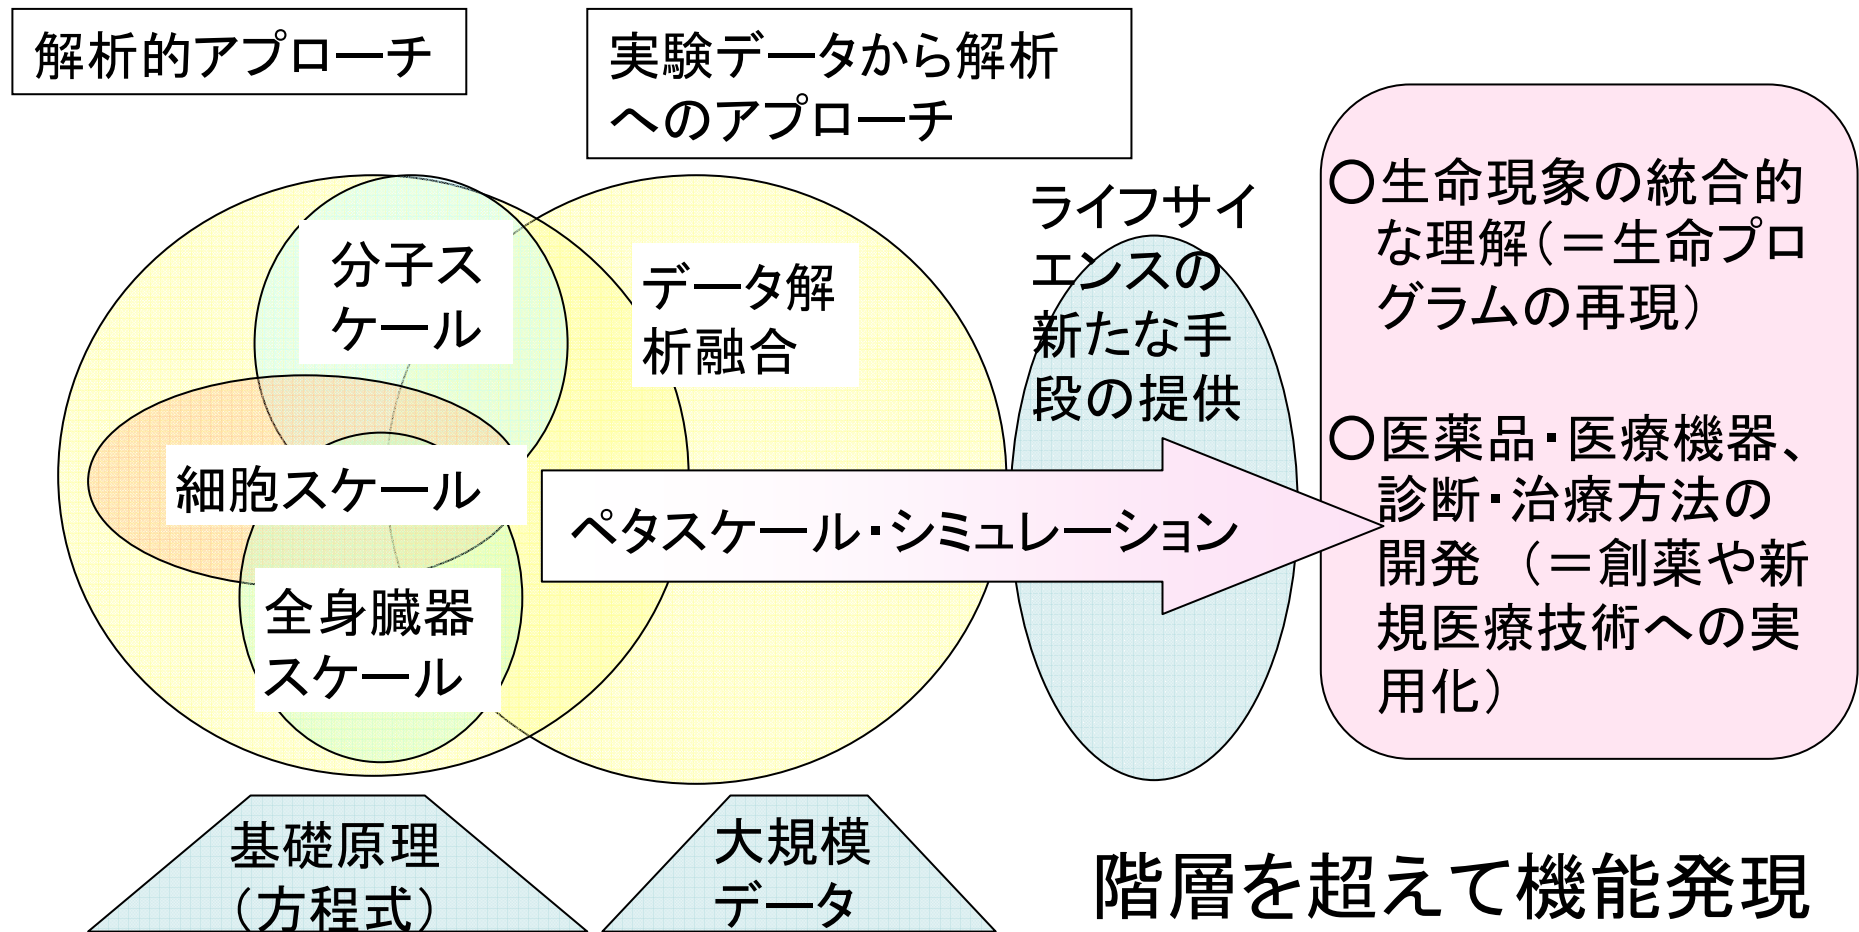 解析的アプローチ
実験データから解析
へのアプローチ
分子ス
ケール
データ解
析融合
細胞スケール
全身臓器
スケール
ペタスケール・シミュレーション
ライフサイ
エンスの
新たな手
段の提供
〇生命現象の統合的
な理解（＝生命プロ
グラムの再現）
〇医薬品・医療機器、
診断・治療方法の
開発 （＝創薬や新
規医療技術への実
用化）
基礎原理
（方程式）
大規模
データ
階層を超えて機能発現